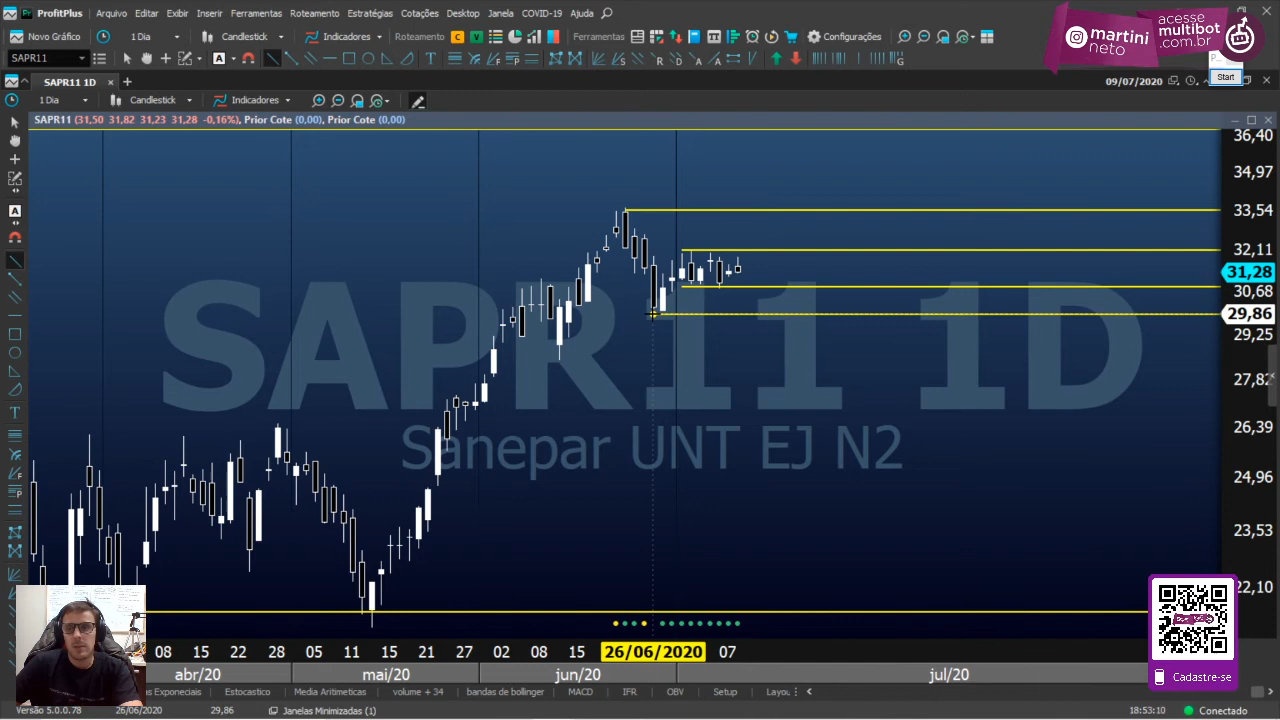 ProfitPlus
Arquivo Editar Exibir Inserir Ferramentas Roteamento Estratégias Cotações Desktop Janela COVID-19 Ajuda
Novo Gráfico 1 Dia Candlestick Indicadores Roteamento Ferramentas Configurações
SAPR11
SAPR11 1D
09/07/2020
1 Dia Candlestick Indicadores
SAPR11 (31,50 31,82 31,23 31,28 -0,16%), Prior Cote (0,00), Prior Cote (0,00)
martini
neto
acesse
multibot
.com.br
Start
36,40
34,97
33,54
32,11
31,28
30,68
29,86
29,25
27,82
26,39
24,96
23,53
22,10
SAPR11 1D
Sanepar UNT EJ N2
08 15 22 28 05 11 15 21 27 02 08 15 26/06/2020 07
abr/20 mai/20 jun/20 jul/20
as Exponenciais Estocastico Media Aritimeticas volume + 34 bandas de bollinger MACD IFR OBV Setup Layou
Versão 5.0.0.78 26/06/2020 29,86 Janelas Minimizadas (1) 18:53:10 Conectado
Cadastre-se